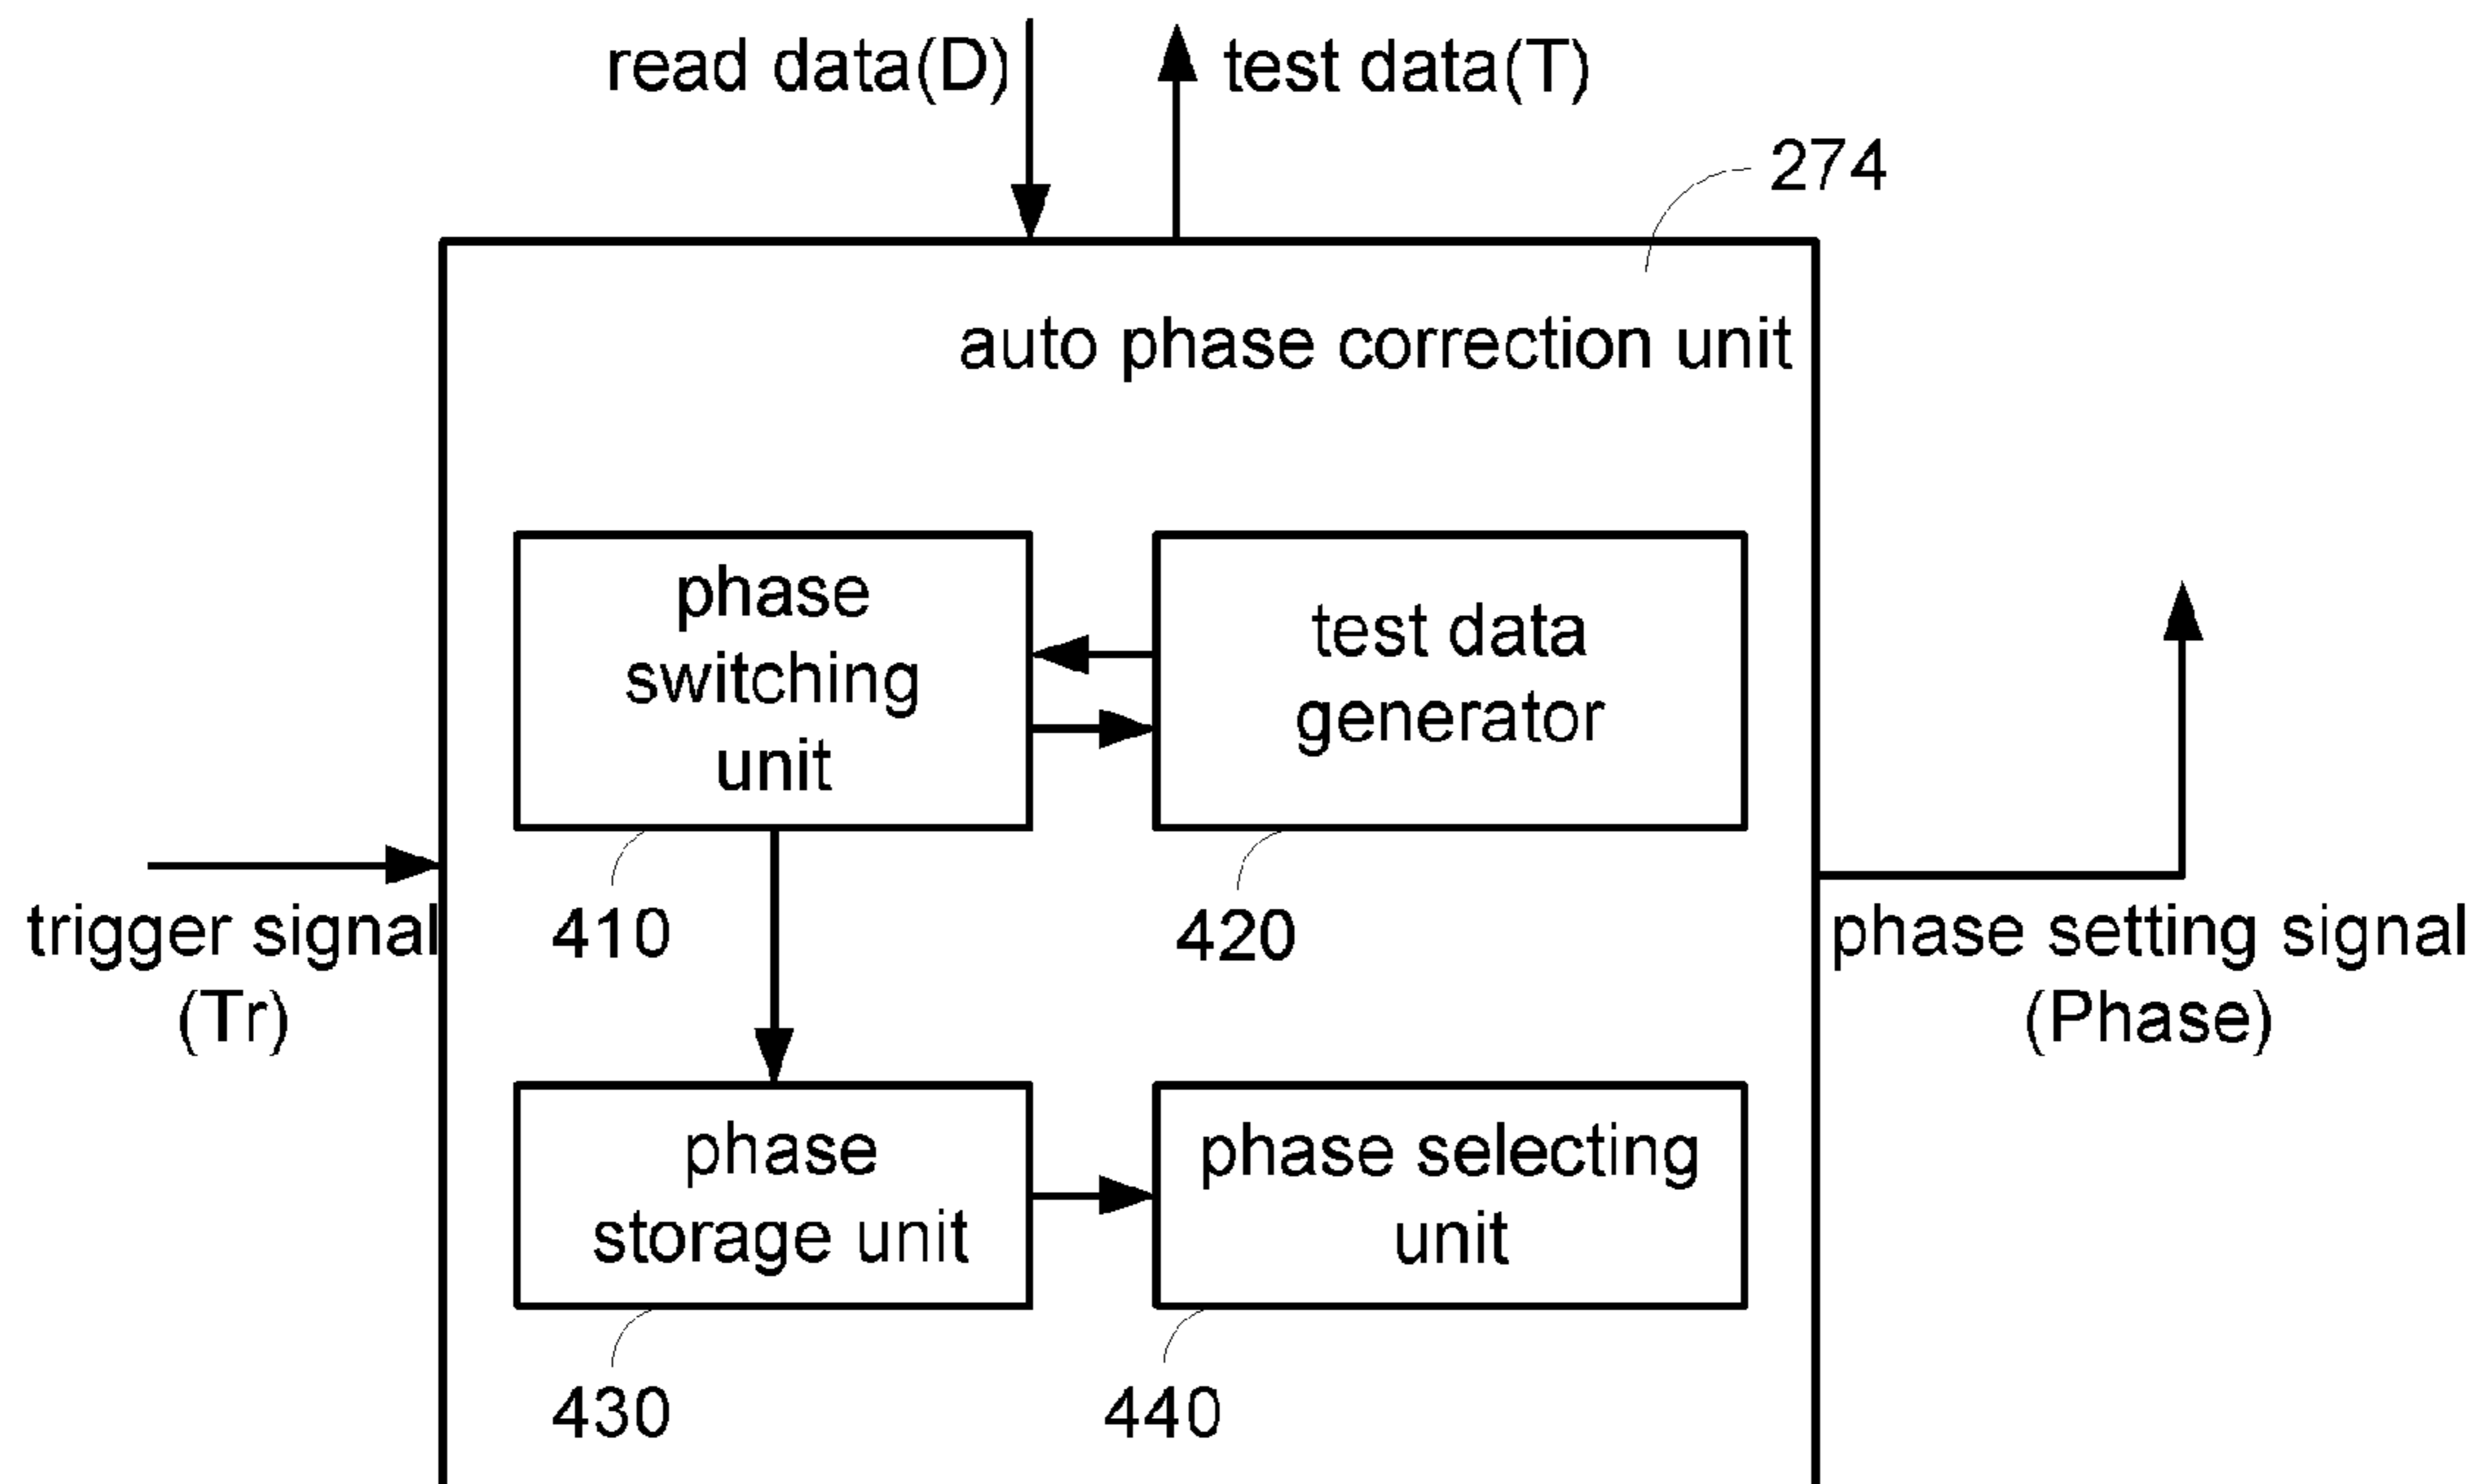 read data(D)
test data(T)
274
auto phase correction unit
phase
switching
unit
test data
generator
trigger signal
(Tr)
410
420
phase setting signal
(Phase)
phase
storage unit
phase selecting
unit
430
440